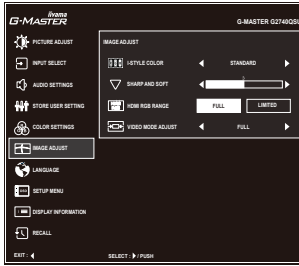 iiyama
G-MASTER
G-MASTER G2740QSU
PICTURE ADJUST
INPUT SELECT
AUDIO SETTINGS
STORE USER SETTING
COLOR SETTINGS
IMAGE ADJUST
LANGUAGE
SETUP MENU
DISPLAY INFORMATION
RECALL
IMAGE ADJUST
I-STYLE COLOR STANDARD
SHARP AND SOFT
HDMI RGB RANGE FULL LIMITED
VIDEO MODE ADJUST FULL
EXIT :
SELECT : / PUSH